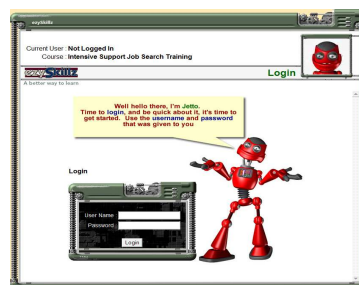 ezySkills
Current User : Not Logged In
Course : Intensive Support Job Search Training
ezySkillz
Login
A better way to learn
Well hello there, I'm Jetto.
Time to login, and be quick about it, it's time to
get started. Use the username and password
that was given to you
Login
User Name
Password
Login